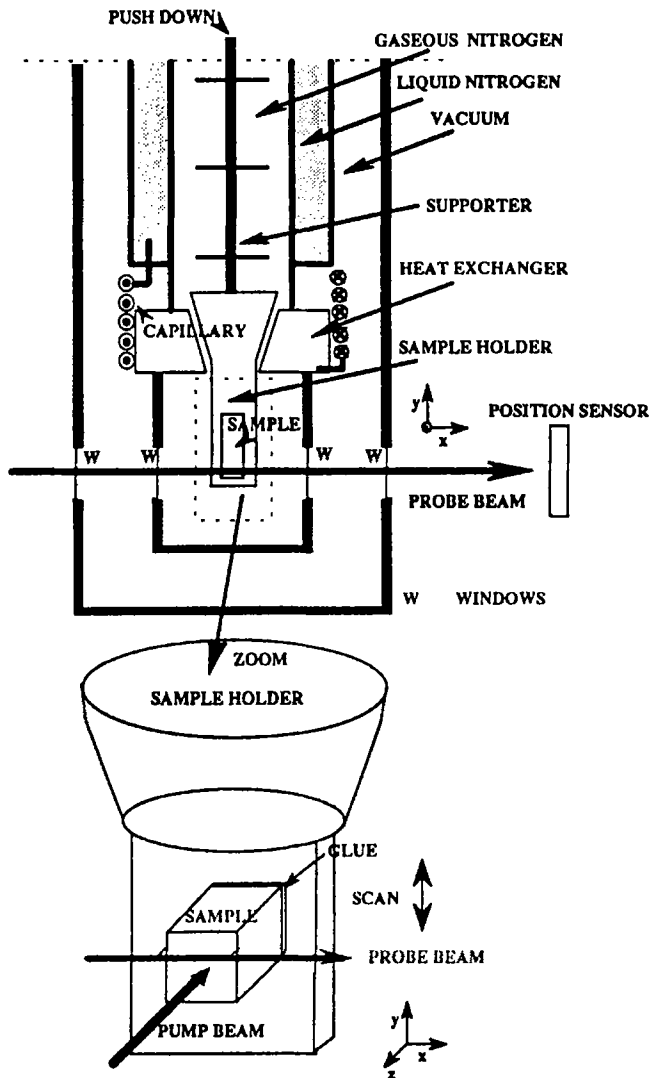 PUSH DOWN
GASEOUS NITROGEN
LIQUID NITROGEN
VACUUM
SUPPORTER
HEAT EXCHANGER
CAPILLARY
SAMPLE HOLDER
SAMPLE
y
x
POSITION SENSOR
W W W W
PROBE BEAM
W WINDOWS
ZOOM
SAMPLE HOLDER
GLUE
SCAN
SAMPLE
PROBE BEAM
PUMP BEAM
y
x
z